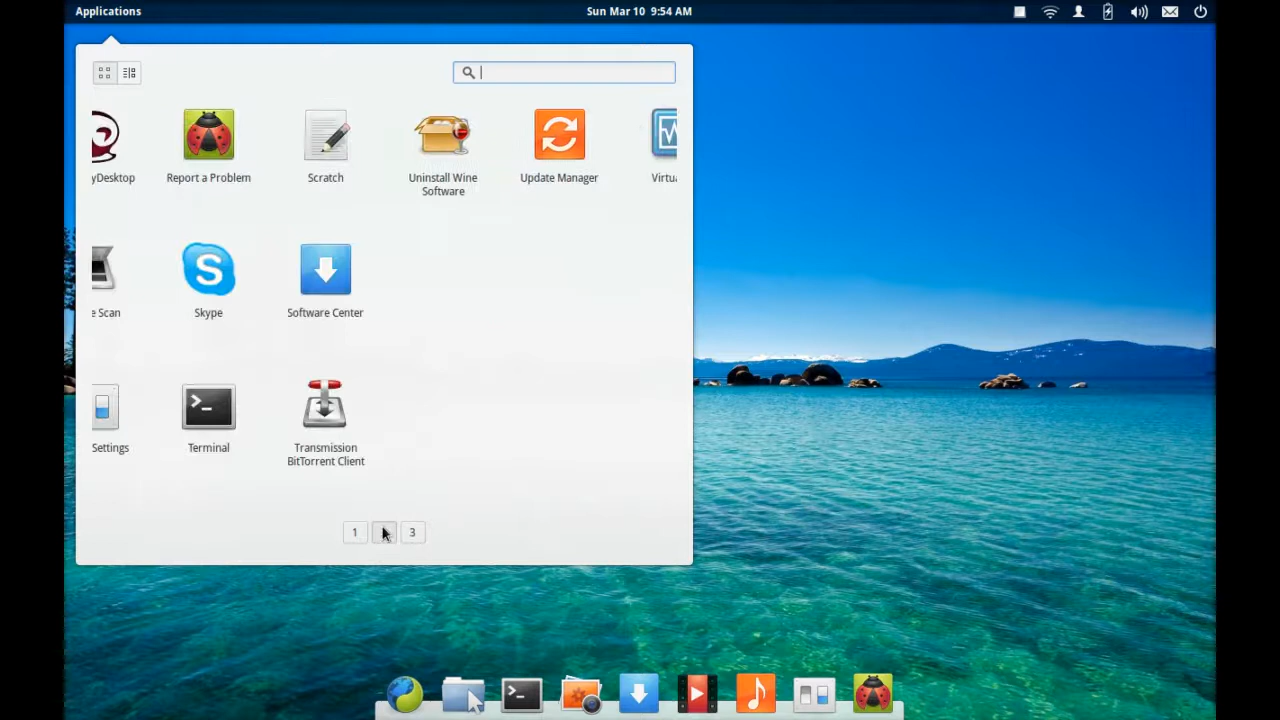 Applications
Sun Mar 10 9:54 AM
yDesktop
Report a Problem
Scratch
Uninstall Wine
Software
Update Manager
Virtu
e Scan
Skype
Software Center
Settings
Terminal
Transmission
BitTorrent Client
1
3